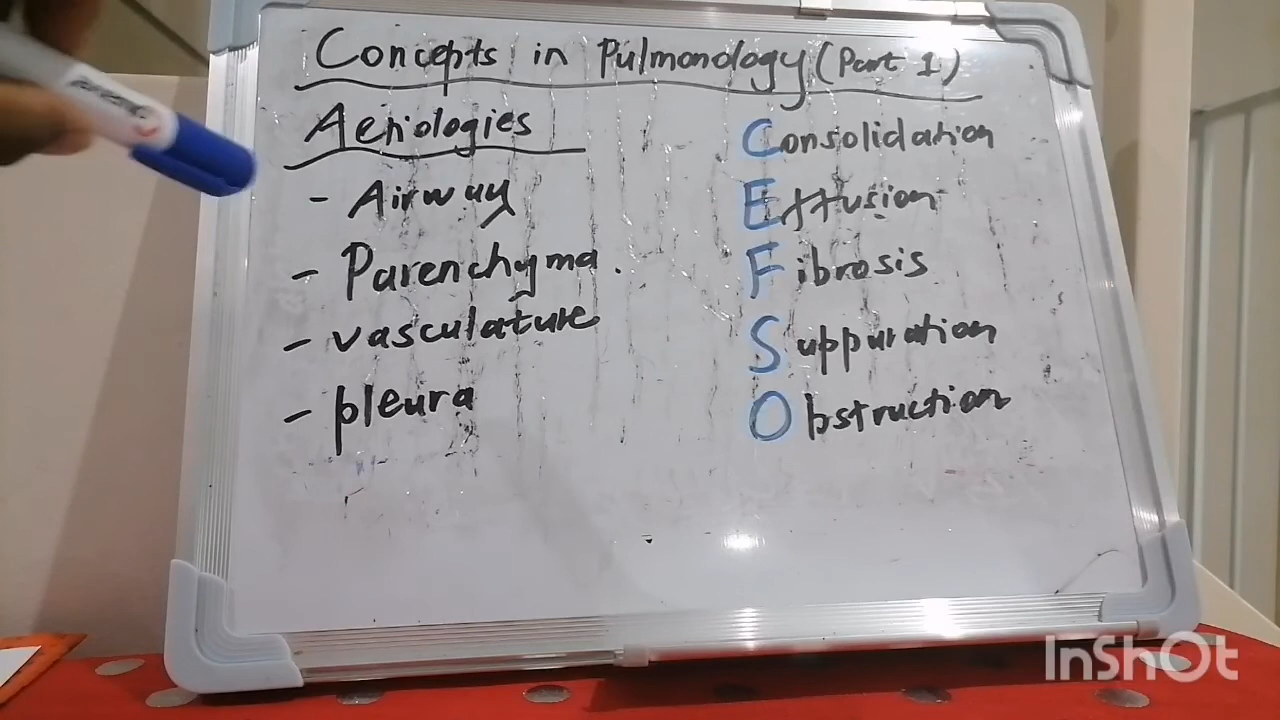 Concepts in Pulmonology (Part 1)
Aetiologies
- Airway
- Parenchyma.
- vasculature
- pleura
Consolidation
Effusion
Fibrosis
Suppuration
Obstruction
InShOt